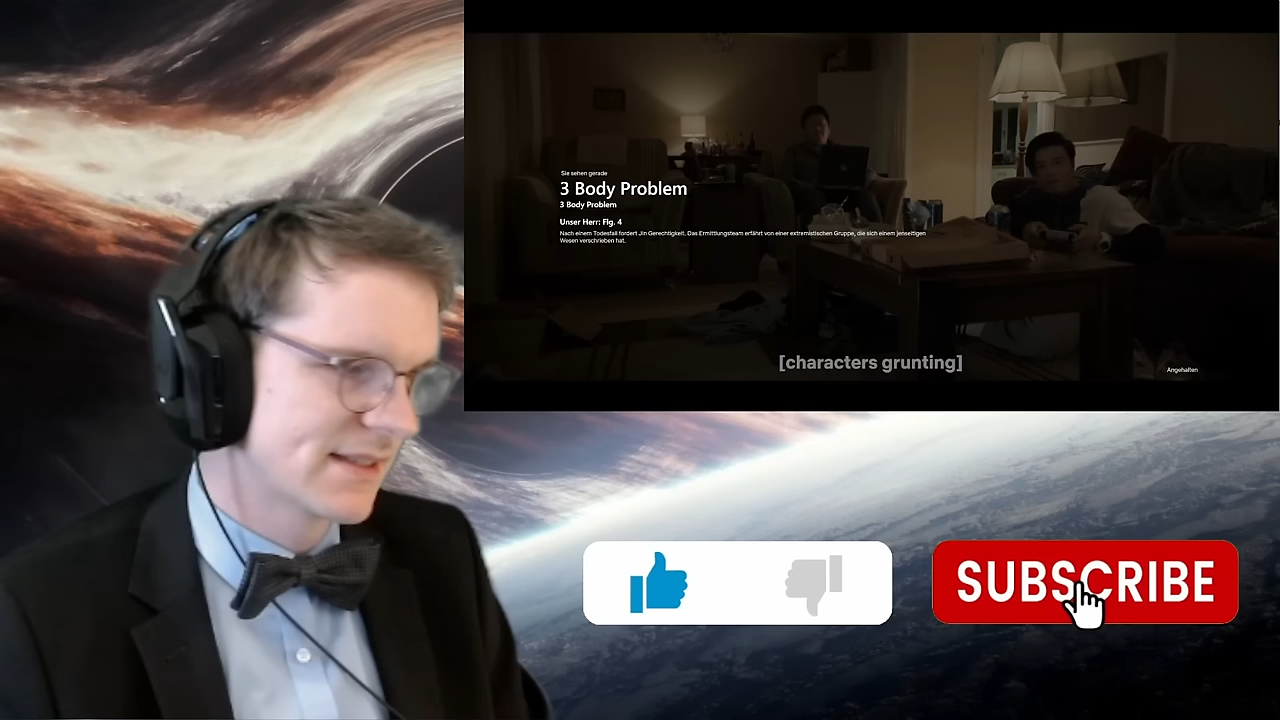 Sie sehen gerade
3 Body Problem
3 Body Problem
Unser Herr: Flg. 4
Nach einem Todesfall fordert Jin Gerechtigkeit. Das Ermittlungsteam erfährt von einer extremistischen Gruppe, die sich einem jenseitigen
Wesen verschrieben hat.
[characters grunting]
Angehalten
SUBSCRIBE